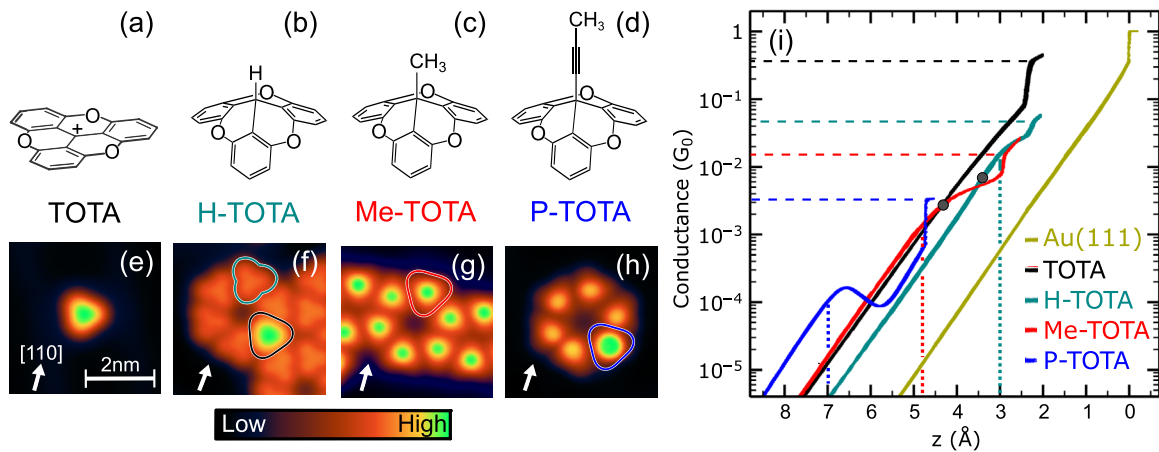 (a)
(b)
(c)
(d)
H
CH₃
CH₃
O
O
O
+
O
O
O
O
O
O
O
O
O
TOTA
H-TOTA
Me-TOTA
P-TOTA
(e)
(f)
(g)
(h)
[110]
2nm
Low
High
(i)
Conductance (G₀)
1
10⁻¹
10⁻²
10⁻³
10⁻⁴
10⁻⁵
Au(111)
TOTA
H-TOTA
Me-TOTA
P-TOTA
8 7 6 5 4 3 2 1 0
z (Å)